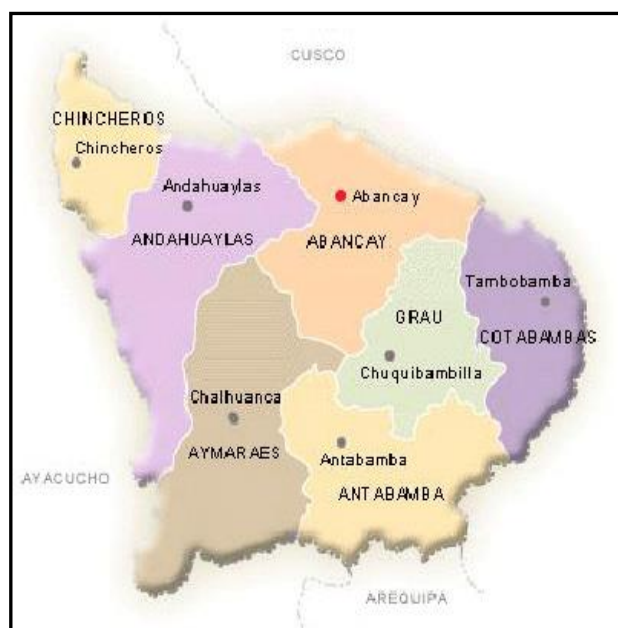 CUSCO
CHINCHEROS
Chincheros
Andahuaylas
Abancay
ANDAHUAYLAS
ABANCAY
Tambobamba
GRAU
COTABAMBAS
Chuquibambilla
Chalhuanca
AYMARAES
Antabamba
AYACUCHO
ANTABAMBA
AREQUIPA